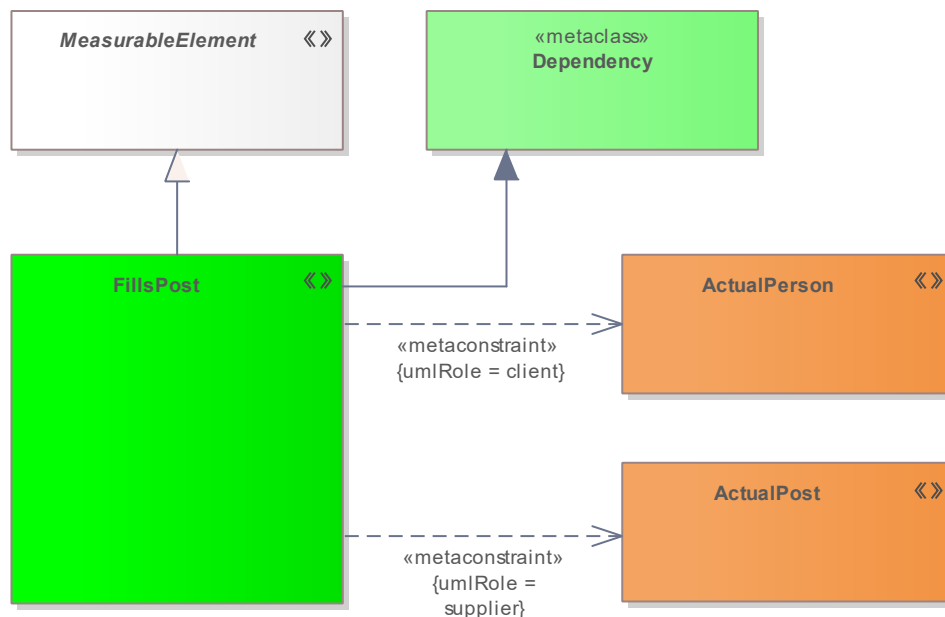 MeasurableElement
«»
«metaclass»
Dependency
FillsPost
«»
ActualPerson
«»
«metaconstraint»
{umlRole = client}
ActualPost
«»
«metaconstraint»
{umlRole =
supplier}